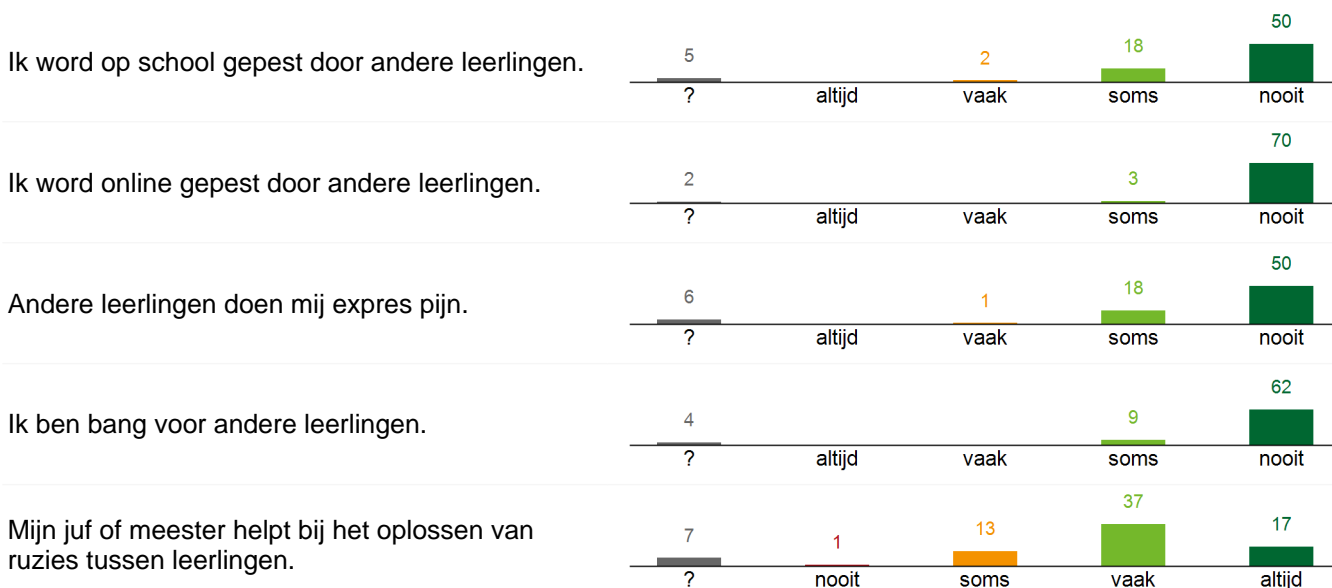 50
Ik word op school gepest door andere leerlingen. 5 2 18
? altijd vaak soms nooit
70
Ik word online gepest door andere leerlingen. 2 3
? altijd vaak soms nooit
50
Andere leerlingen doen mij expres pijn. 6 1 18
? altijd vaak soms nooit
62
Ik ben bang voor andere leerlingen. 4 9
? altijd vaak soms nooit
37
Mijn juf of meester helpt bij het oplossen van 7 1 13 17
ruzies tussen leerlingen.
? nooit soms vaak altijd